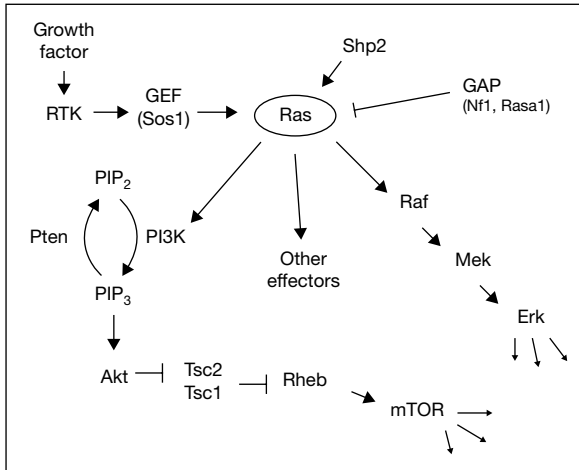 Growth
factor
Shp2
RTK
GEF
(Sos1)
Ras
GAP
(Nf1, Rasa1)
PIP2
Pten
PI3K
PIP3
Other
effectors
Raf
Mek
Erk
Akt
Tsc2
Tsc1
Rheb
mTOR